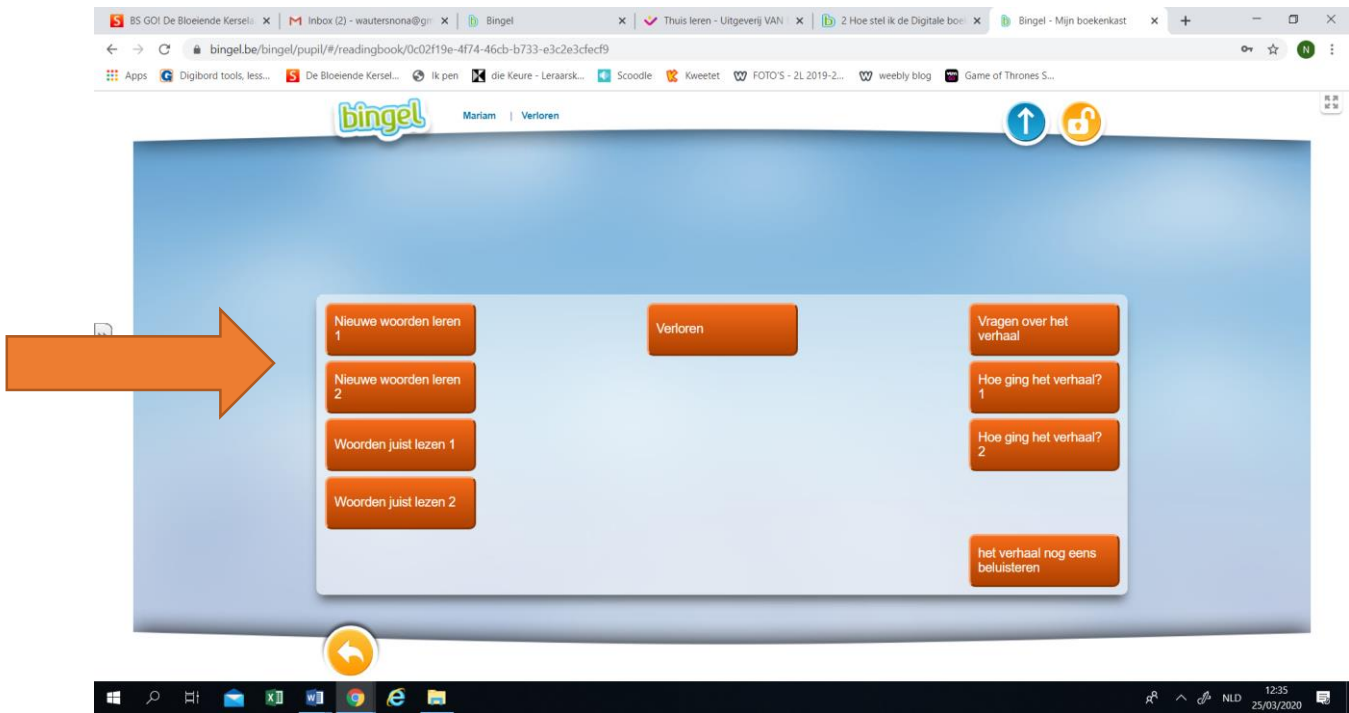 BS GO! De Bloeiende Kersela
Inbox (2) - wautersnona@gm
Bingel
Thuis leren - Uitgeverij VAN
2 Hoe stel ik de Digitale boe
Bingel - Mijn boekenkast
bingel.be/bingel/pupil/#/readingbook/0c02f19e-4f74-46cb-b733-e3c2e3cfecf9
N
Apps
Digibord tools, less...
De Bloeiende Kersel...
Ik pen
die Keure - Leraarsk...
Scoodle
Kweetet
FOTO'S - 2L 2019-2...
weebly blog
Game of Thrones S...
bingel
Mariam | Verloren
Nieuwe woorden leren
1
Verloren
Vragen over het
verhaal
Nieuwe woorden leren
2
Hoe ging het verhaal?
1
Woorden juist lezen 1
Hoe ging het verhaal?
2
Woorden juist lezen 2
het verhaal nog eens
beluisteren
NLD
12:35
25/03/2020